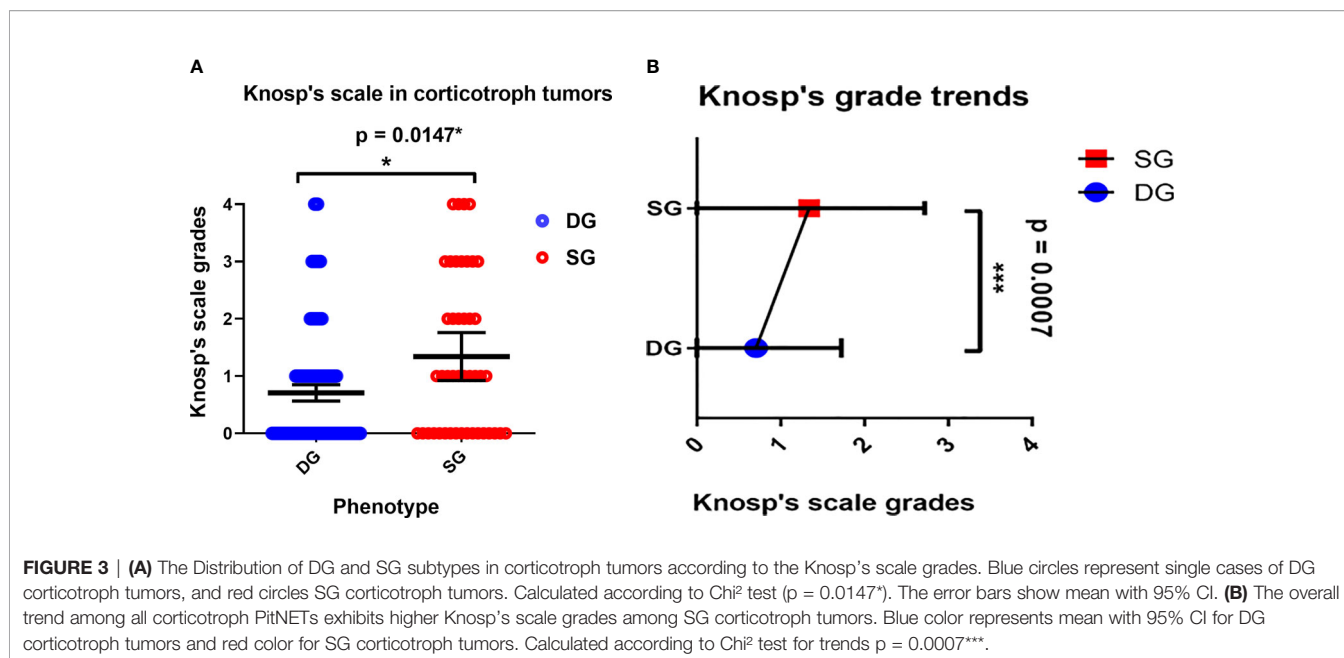 A
Knosp's scale in corticotroph tumors
p = 0.0147*
*
Knosp's scale grades
4
3
2
1
0
DG
SG
Phenotype
DG
SG
B
Knosp's grade trends
SG
DG
SG
DG
***
p = 0.0007
0
1
2
3
4
Knosp's scale grades
FIGURE 3 | (A) The Distribution of DG and SG subtypes in corticotroph tumors according to the Knosp's scale grades. Blue circles represent single cases of DG
corticotroph tumors, and red circles SG corticotroph tumors. Calculated according to Chi² test (p = 0.0147*). The error bars show mean with 95% CI. (B) The overall
trend among all corticotroph PitNETs exhibits higher Knosp's scale grades among SG corticotroph tumors. Blue color represents mean with 95% CI for DG
corticotroph tumors and red color for SG corticotroph tumors. Calculated according to Chi² test for trends p = 0.0007***.